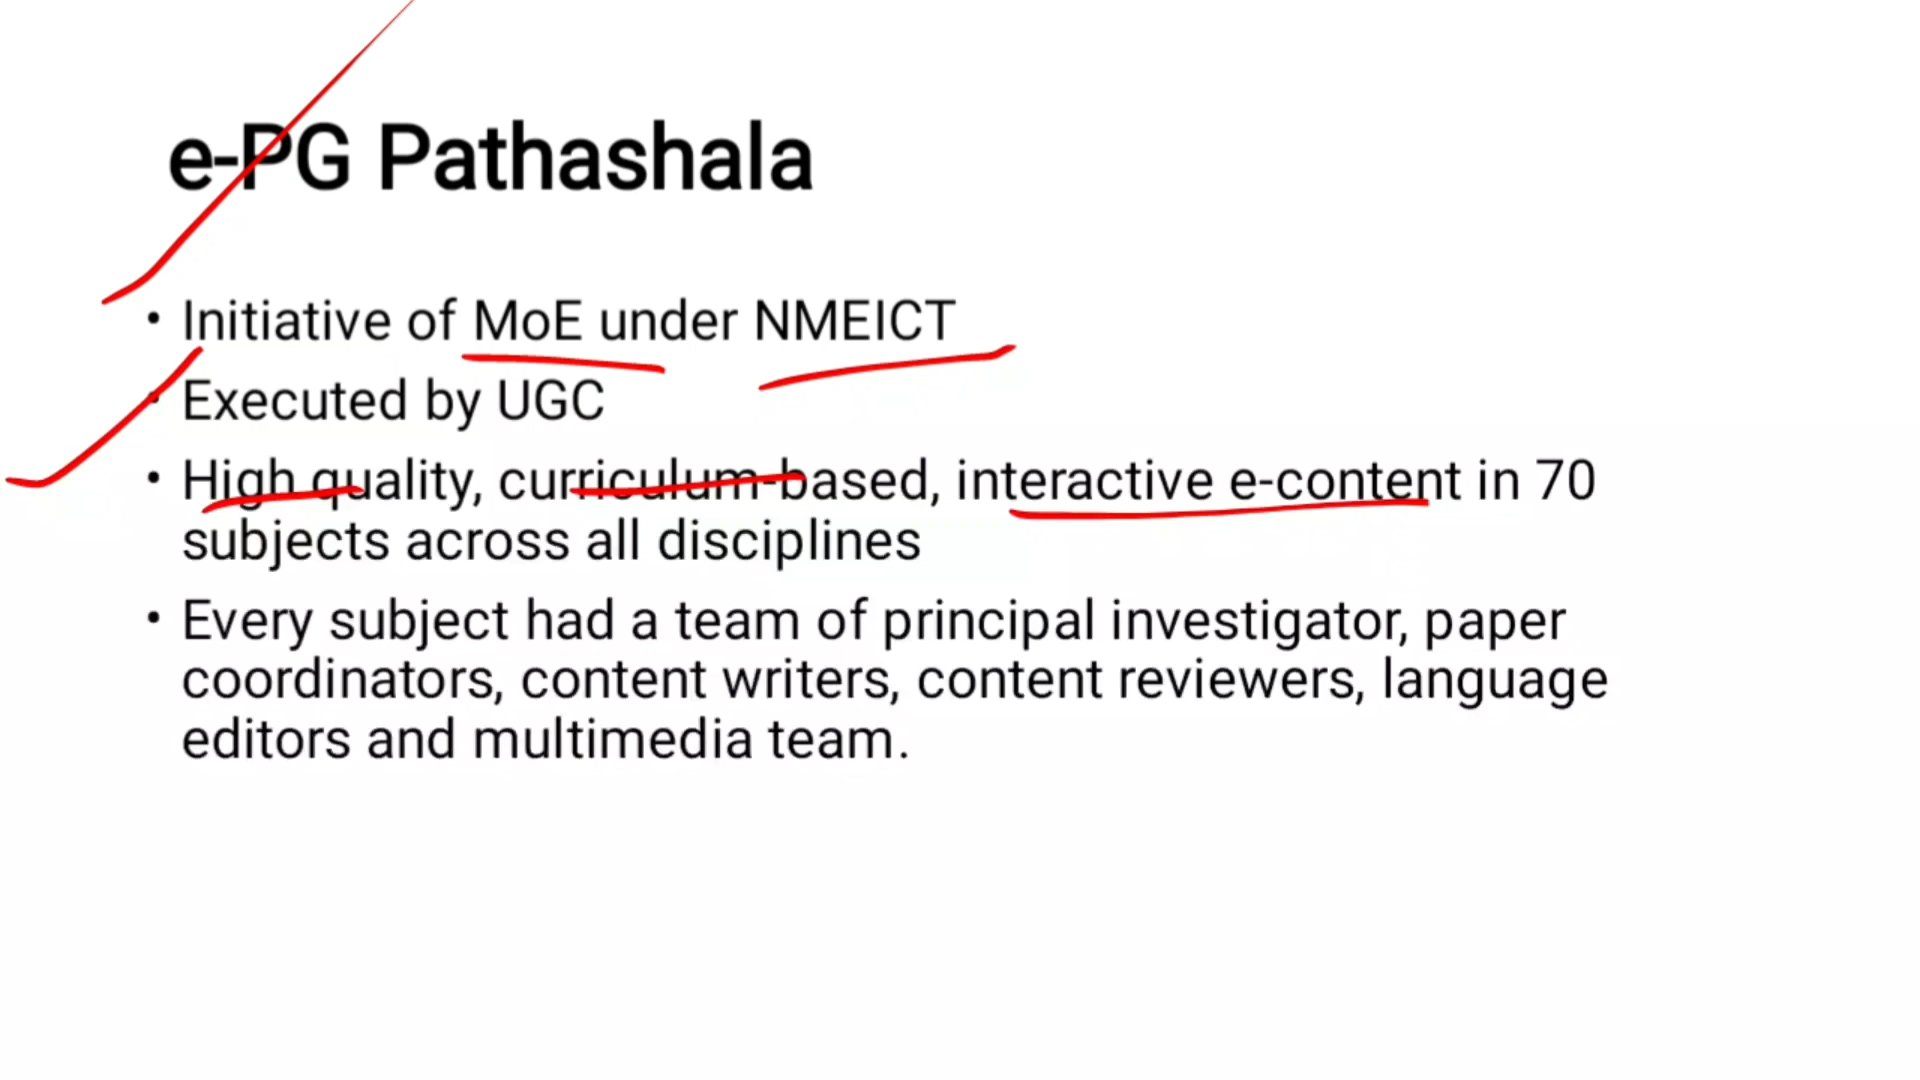 e-PG Pathashala
• Initiative of MoE under NMEICT
• Executed by UGC
• High quality, curriculum-based, interactive e-content in 70
subjects across all disciplines
• Every subject had a team of principal investigator, paper
coordinators, content writers, content reviewers, language
editors and multimedia team.